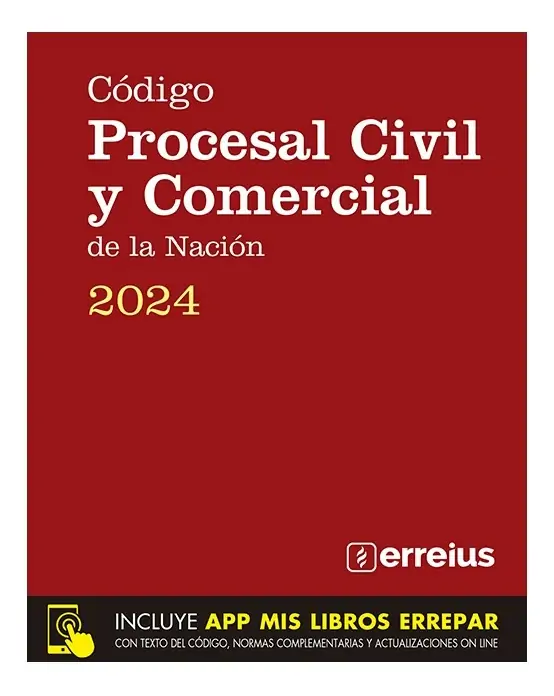 Código
Procesal Civil
y Comercial
de la Nación
2024
erreius
INCLUYE APP MIS LIBROS ERREPAR
CON TEXTO DEL CÓDIGO, NORMAS COMPLEMENTARIAS Y ACTUALIZACIONES ON LINE